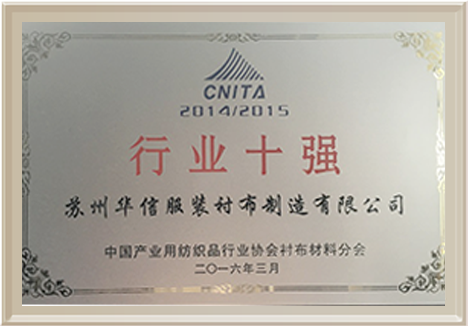 CNITA
2014/2015
行业十强
苏州华信服装衬布制造有限公司
中国产业用纺织品行业协会衬布材料分会
二〇一六年三月